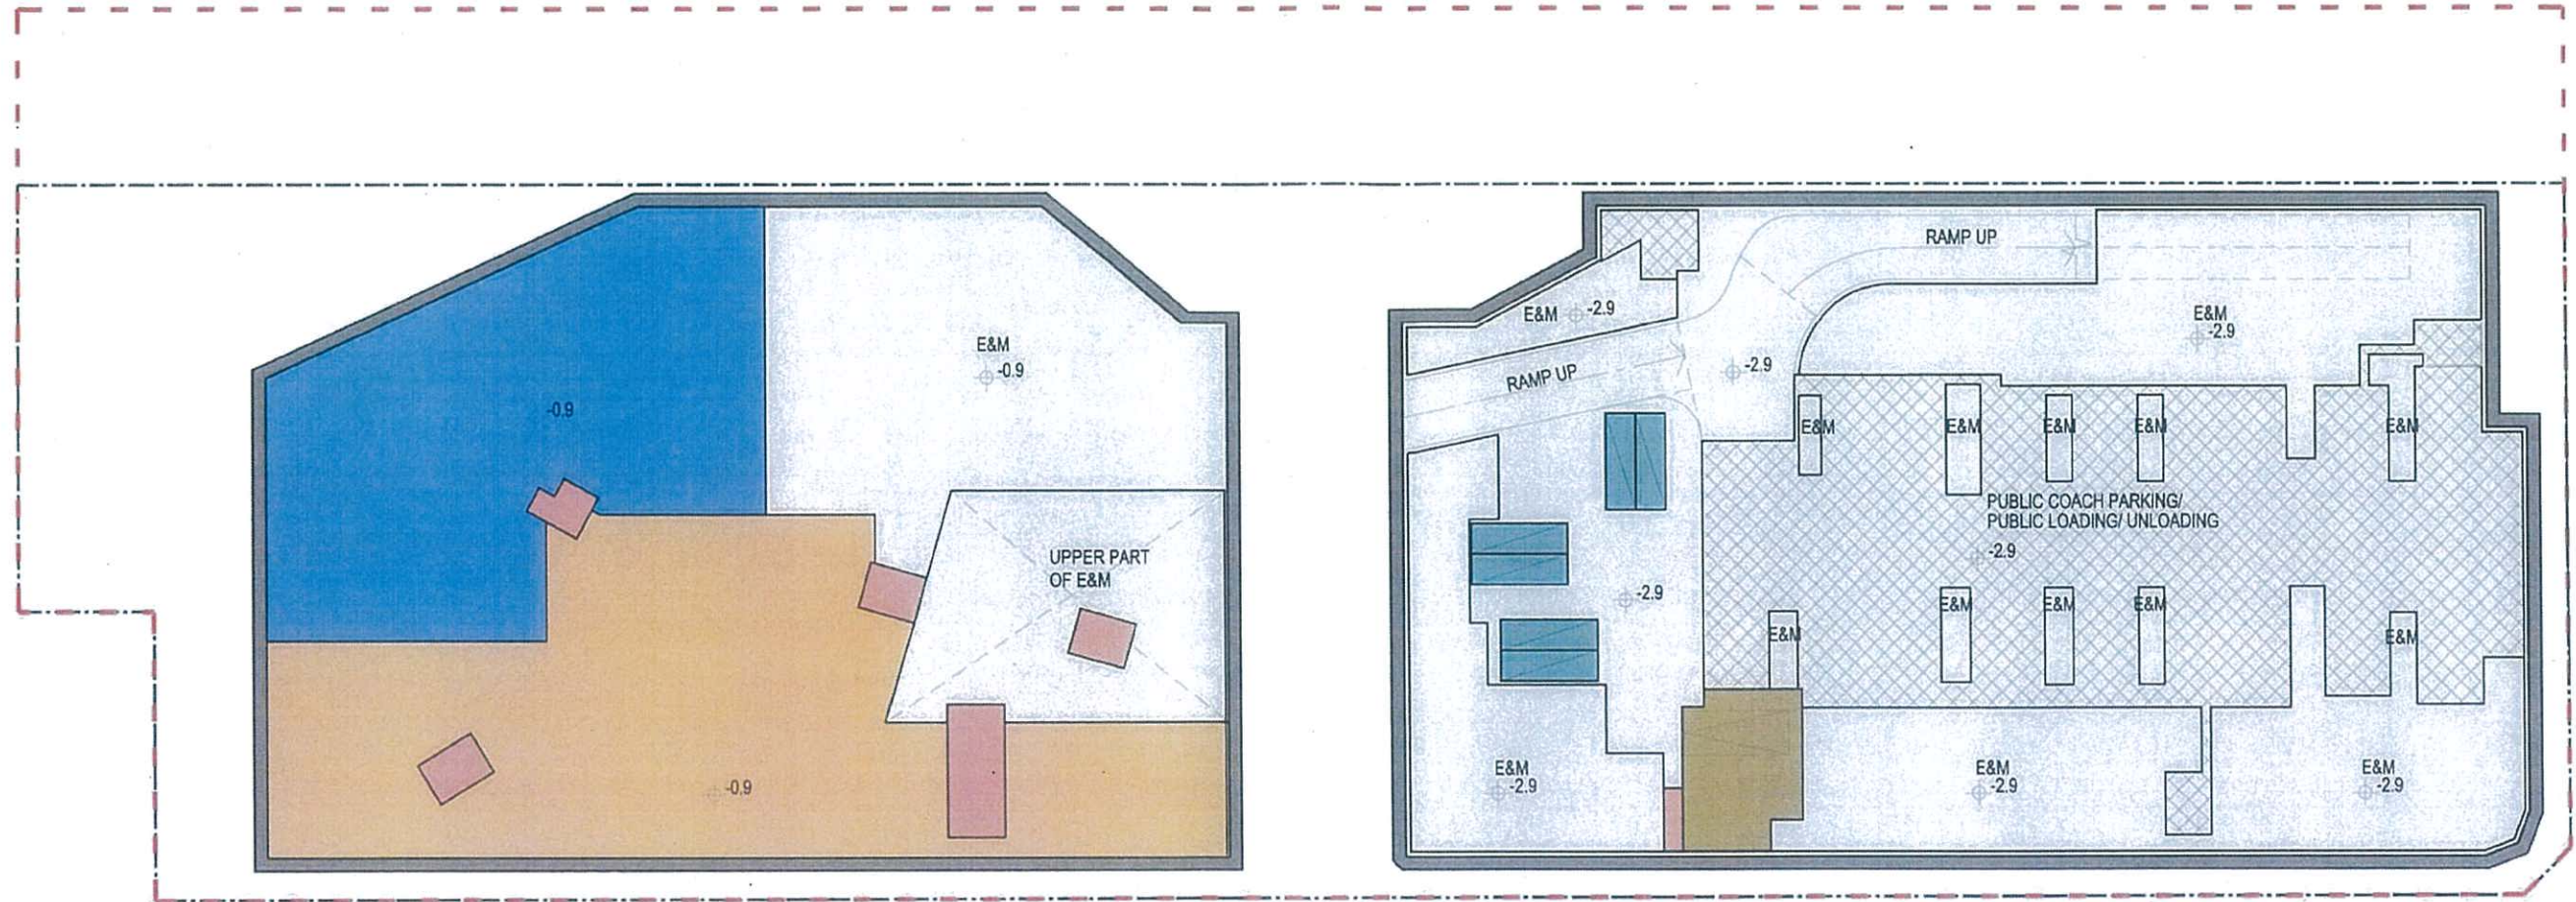 E&M
-0.9
-0.9
UPPER PART
OF E&M
-0.9
RAMP UP
E&M -2.9
E&M
-2.9
-2.9
RAMP UP
E&M
E&M
E&M
E&M
E&M
PUBLIC COACH PARKING/
PUBLIC LOADING/ UNLOADING
-2.9
-2.9
E&M
E&M
E&M
E&M
E&M
E&M
-2.9
E&M
-2.9
E&M
-2.9